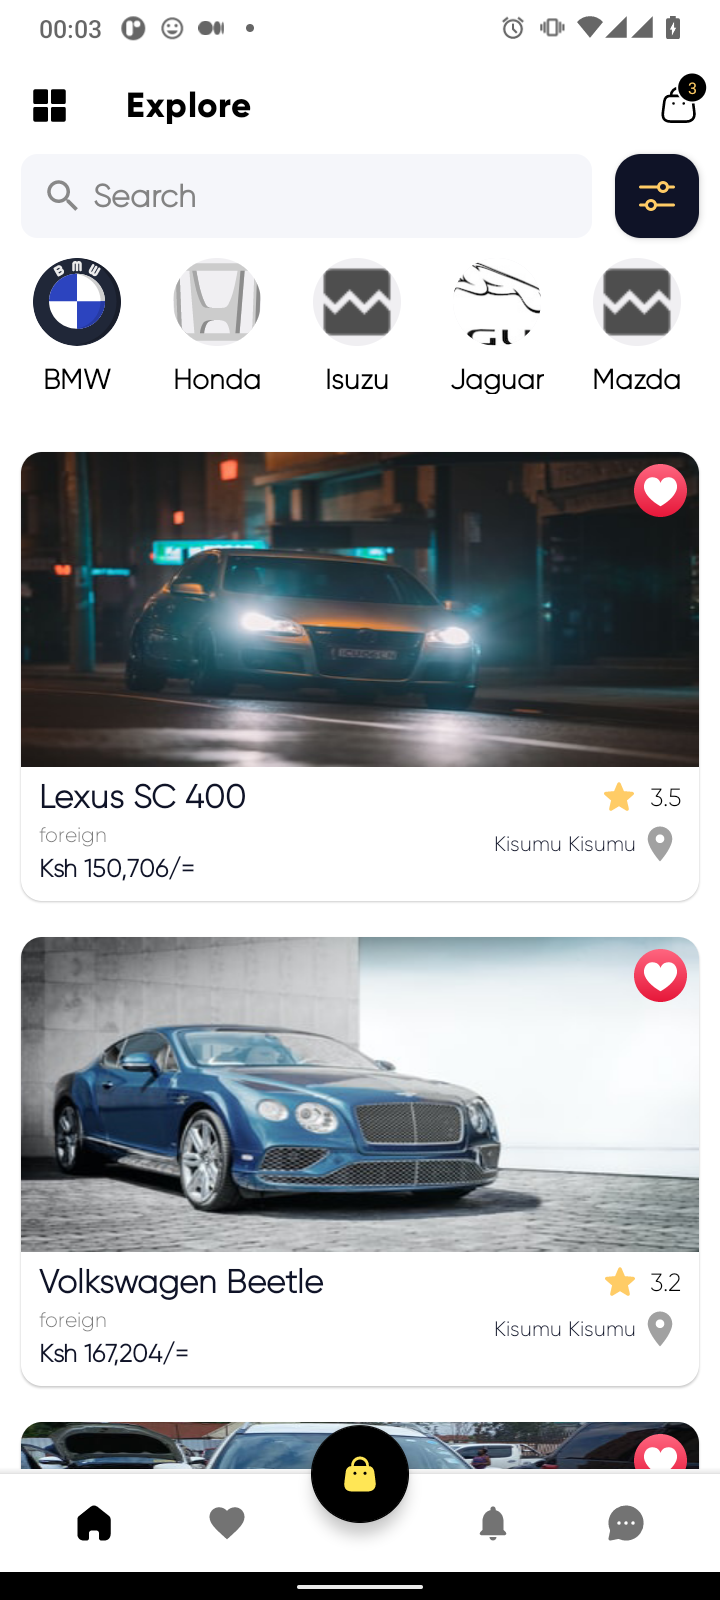 00:03
Explore
3
Search
BMW
BMW
Honda
Isuzu
GU
Jaguar
Mazda
Lexus SC 400
3.5
foreign
Kisumu Kisumu
Ksh 150,706/=
Volkswagen Beetle
3.2
foreign
Kisumu Kisumu
Ksh 167,204/=